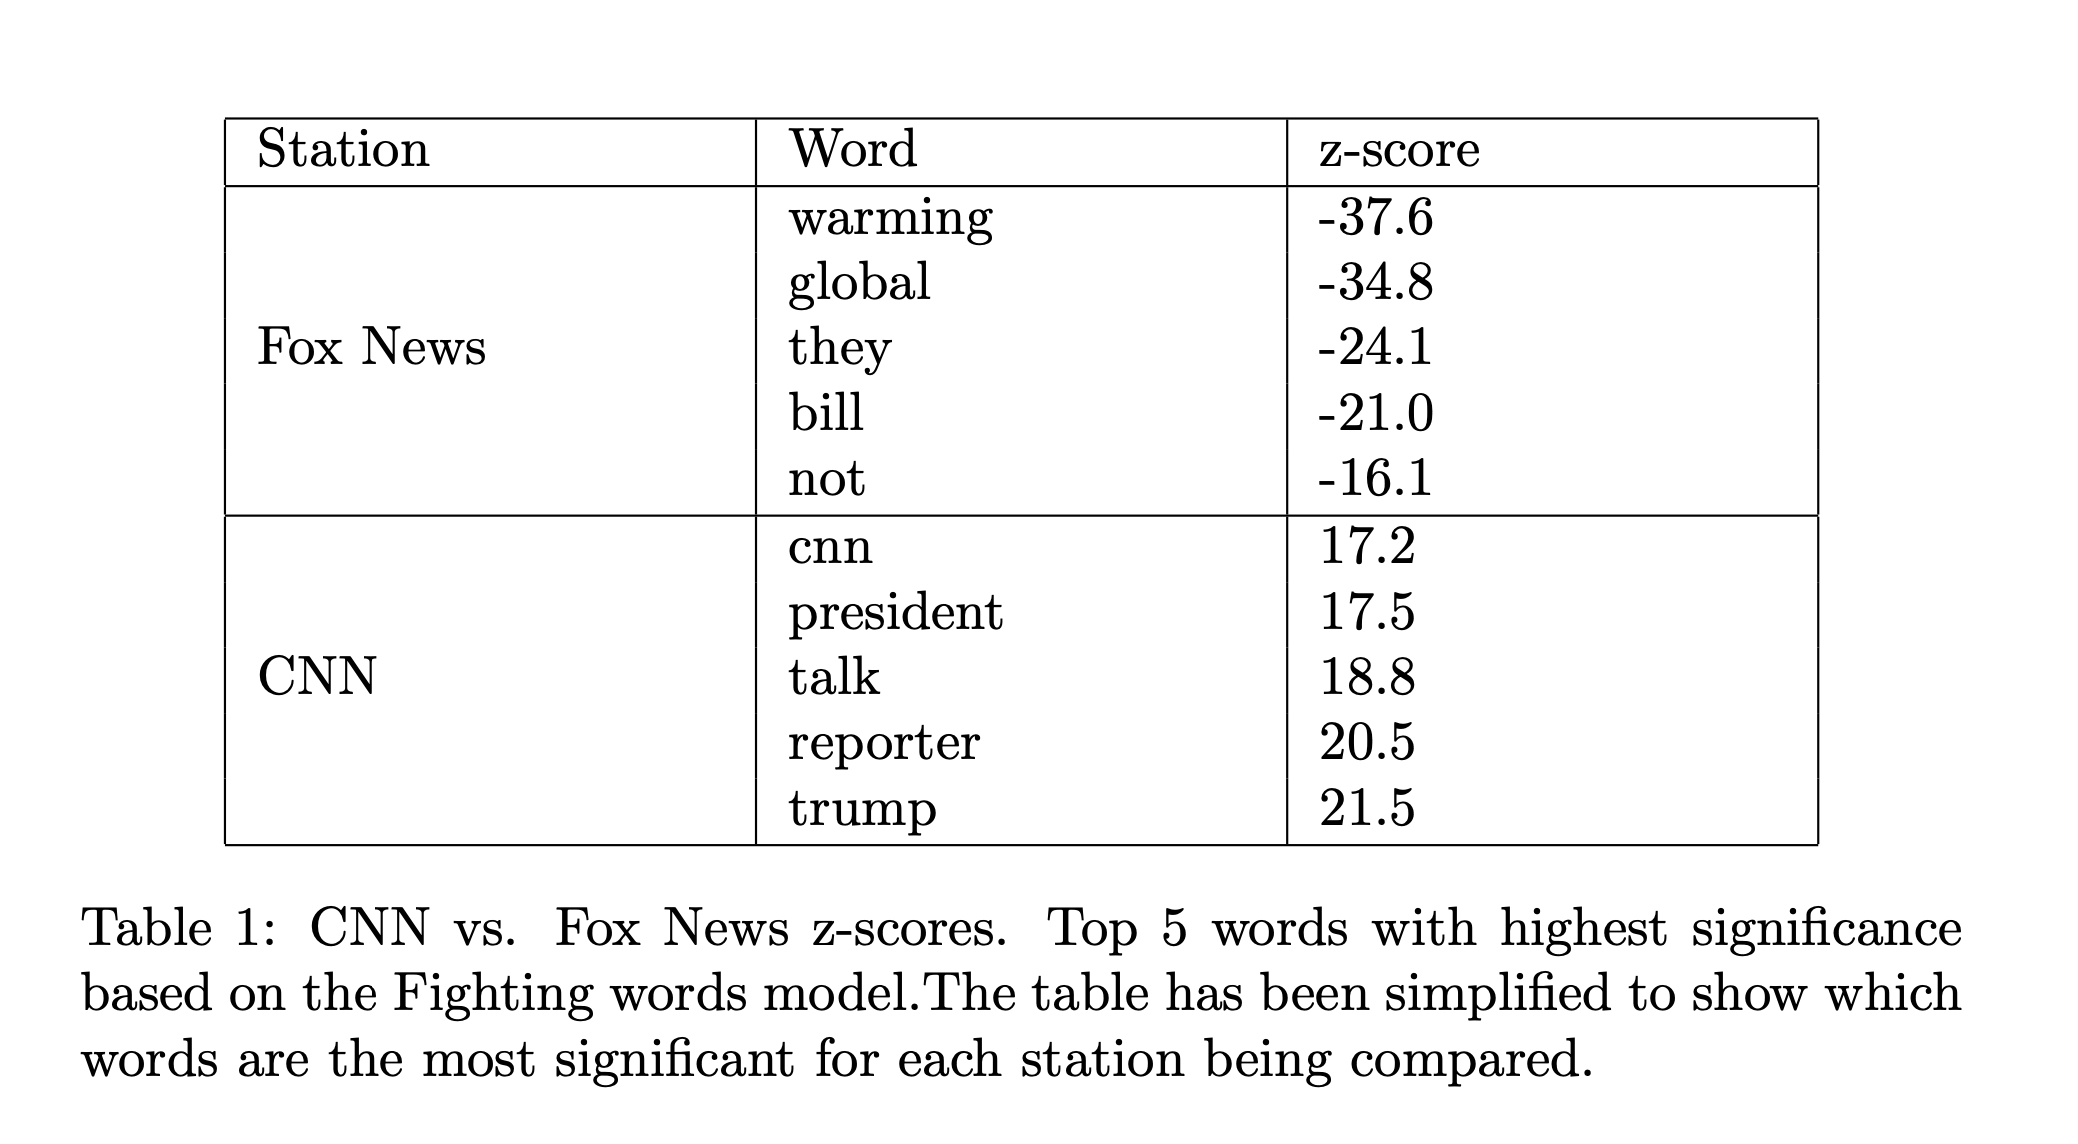 Station Word z-score
warming -37.6
global -34.8
Fox News they -24.1
bill -21.0
not -16.1
cnn 17.2
president 17.5
CNN talk 18.8
reporter 20.5
trump 21.5
Table 1: CNN vs. Fox News z-scores. Top 5 words with highest significance
based on the Fighting words model.The table has been simplified to show which
words are the most significant for each station being compared.